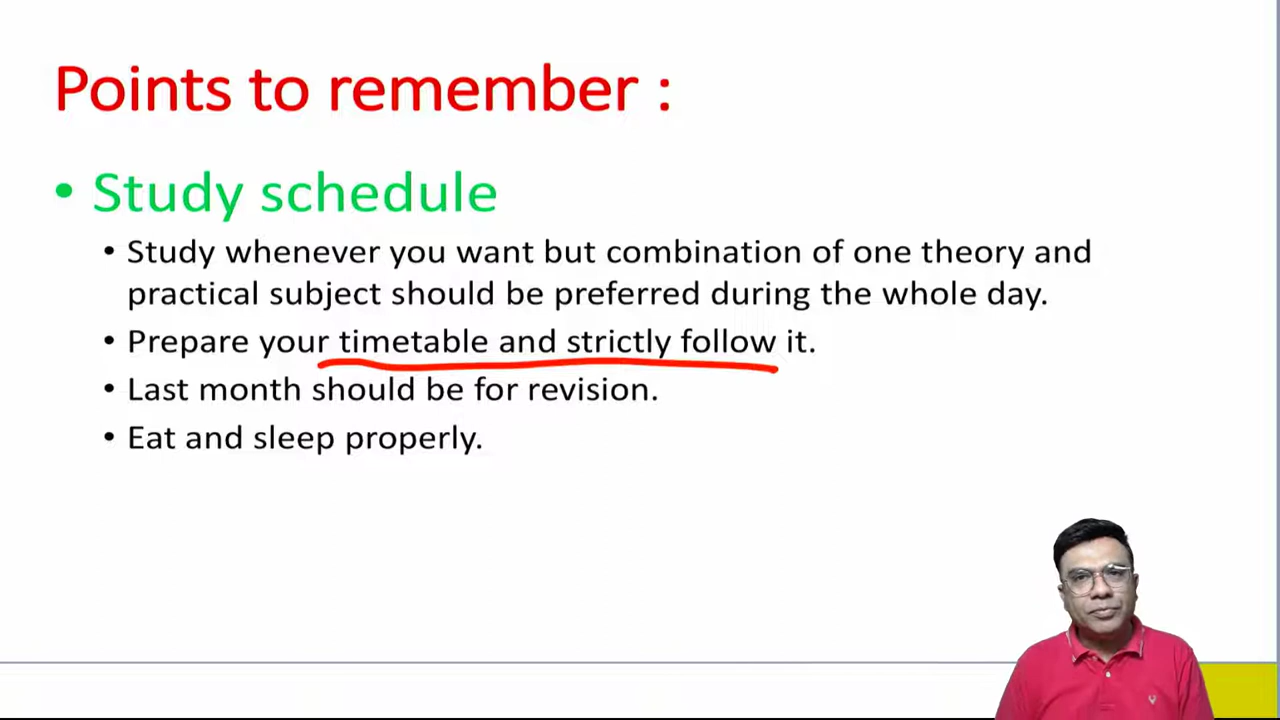 Points to remember :
• Study schedule
• Study whenever you want but combination of one theory and
practical subject should be preferred during the whole day.
• Prepare your timetable and strictly follow it.
• Last month should be for revision.
• Eat and sleep properly.